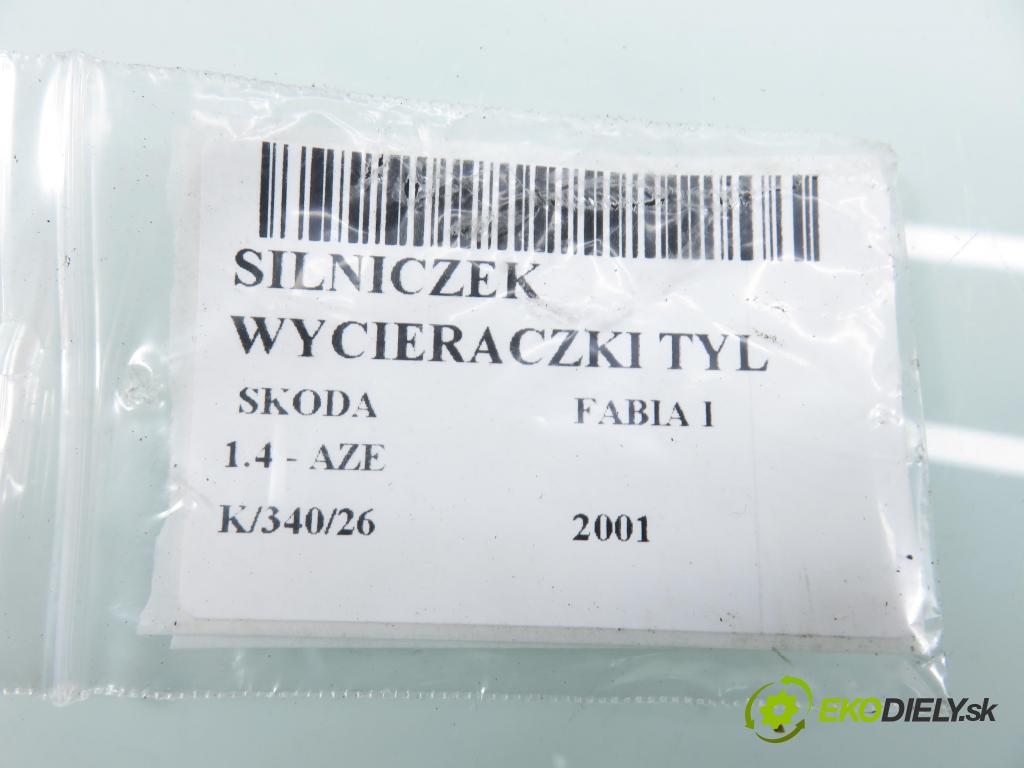 SILNICZEK
WYCIERACZKI TYL
SKODA FABIA I
1.4 - AZE
K/340/26 2001
EKODIELY.sk